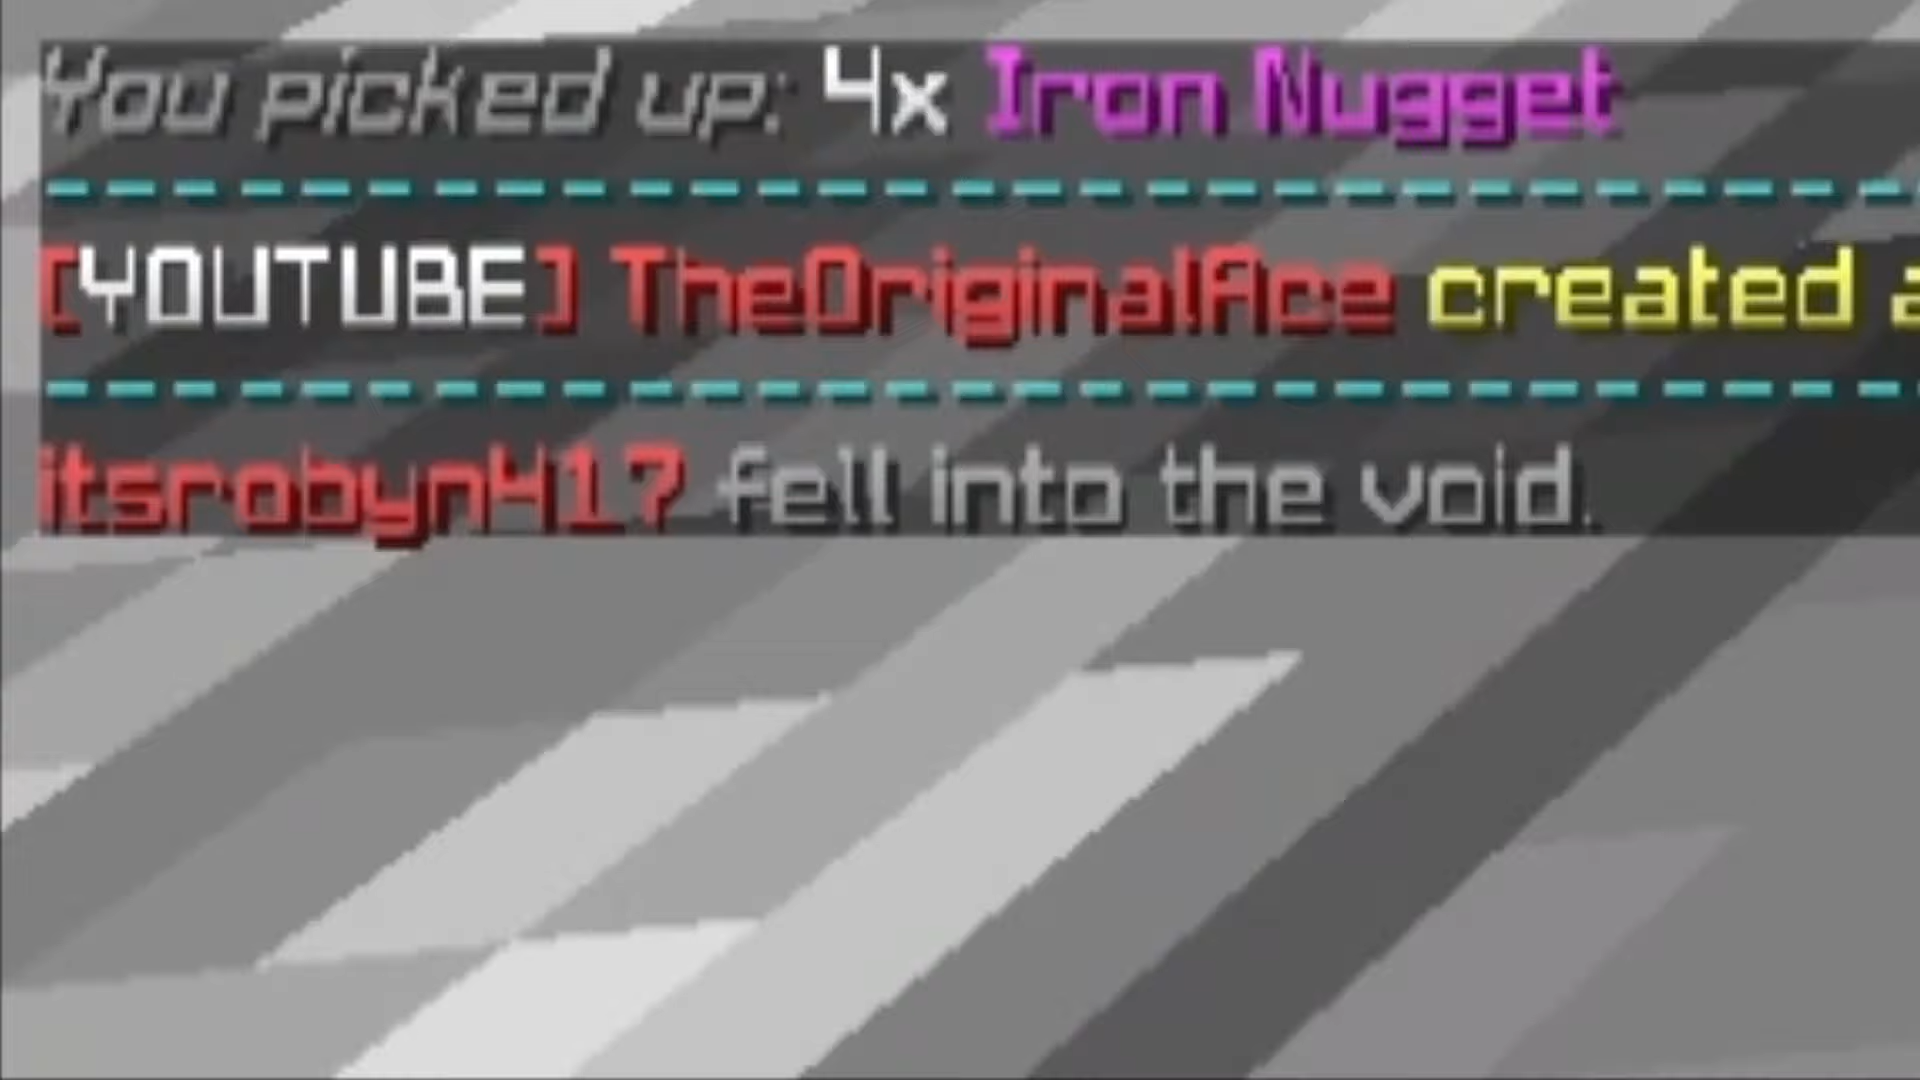 You picked up: 4x Iron Nugget
- - - - - - - - - - - - - - - - - - - - - - - - - - - - -
[YOUTUBE] TheOriginalAce created a
- - - - - - - - - - - - - - - - - - - - - - - - - - - - -
itsrobyn417 fell into the void.